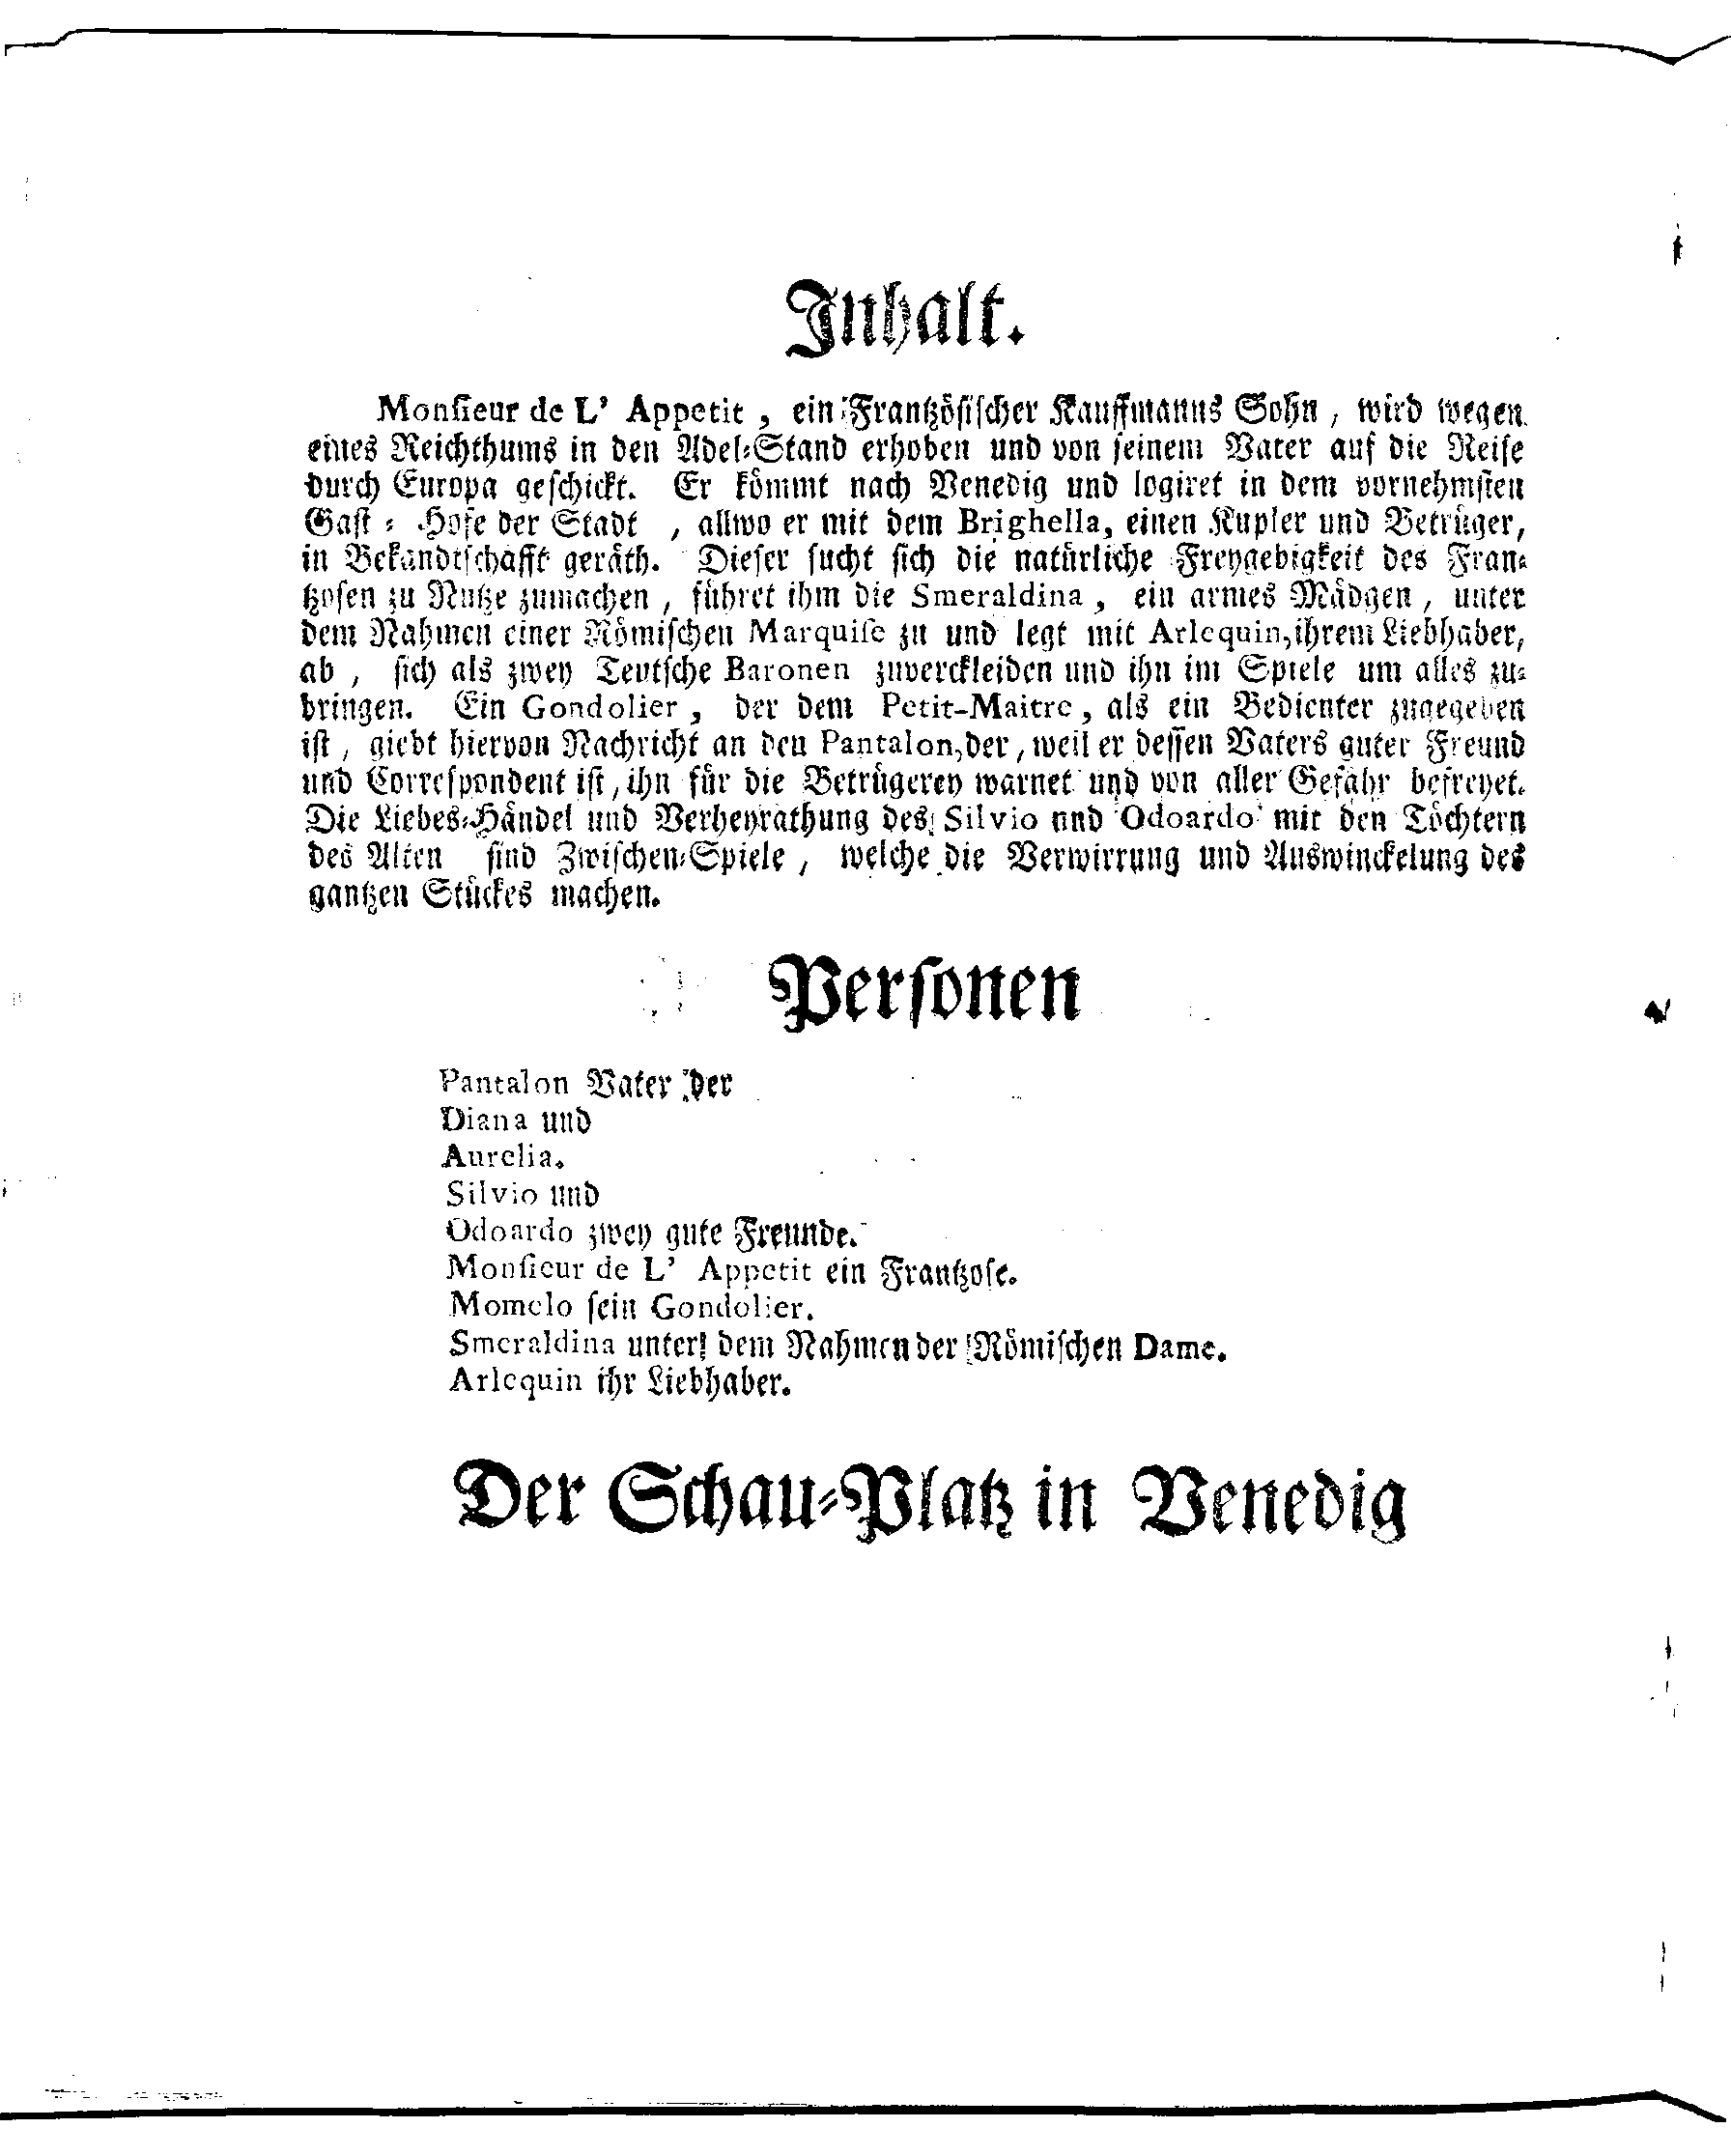 Inhalt.
Monsieur de L' Appetit, ein Frantzösischer Kauffmanns Sohn, wird wegen
eines Reichthums in den Adel-Stand erhoben und von seinem Vater auf die Reise
durch Europa geschickt. Er kömmt nach Venedig und logiret in dem vornehmsten
Gast-Hofe der Stadt, allwo er mit dem Brighella, einen Kupler und Betrüger,
in Bekandtschafft geräth. Dieser sucht sich die natürliche Freygebigkeit des Fran-
tzosen zu Nutze zumachen, führet ihm die Smeraldina, ein armes Mädgen, unter
dem Nahmen einer Römischen Marquise zu und legt mit Arlequin, ihrem Liebhaber,
ab, sich als zwey Teutsche Baronen zuverckleiden und ihn im Spiele um alles zu-
bringen. Ein Gondolier, der dem Petit-Maitre, als ein Bedienter zugegeben
ist, giebt hiervon Nachricht an den Pantalon, der, weil er dessen Vaters guter Freund
und Correspondent ist, ihn für die Betrügerey warnet und von aller Gefahr befreyet.
Die Liebes-Händel und Verheyrathung des Silvio und Odoardo mit den Töchtern
des Alten sind Zwischen-Spiele, welche die Verwirrung und Auswinckelung des
gantzen Stückes machen.
Personen
Pantalon Vater der
Diana und
Aurelia.
Silvio und
Odoardo zwey gute Freunde.
Monsieur de L' Appetit ein Frantzose.
Momolo sein Gondolier.
Smeraldina unter dem Nahmen der Römischen Dame.
Arlequin ihr Liebhaber.
Der Schau-Platz in Venedig